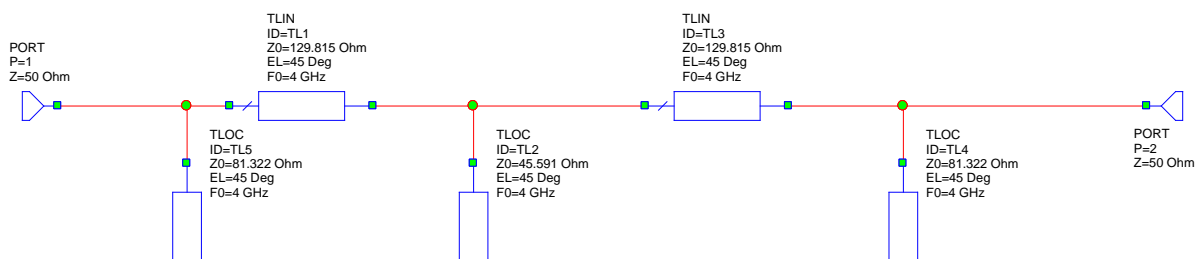 PORT
P=1
Z=50 Ohm
TLIN
ID=TL1
Z0=129.815 Ohm
EL=45 Deg
F0=4 GHz
TLIN
ID=TL3
Z0=129.815 Ohm
EL=45 Deg
F0=4 GHz
TLOC
ID=TL5
Z0=81.322 Ohm
EL=45 Deg
F0=4 GHz
TLOC
ID=TL2
Z0=45.591 Ohm
EL=45 Deg
F0=4 GHz
TLOC
ID=TL4
Z0=81.322 Ohm
EL=45 Deg
F0=4 GHz
PORT
P=2
Z=50 Ohm